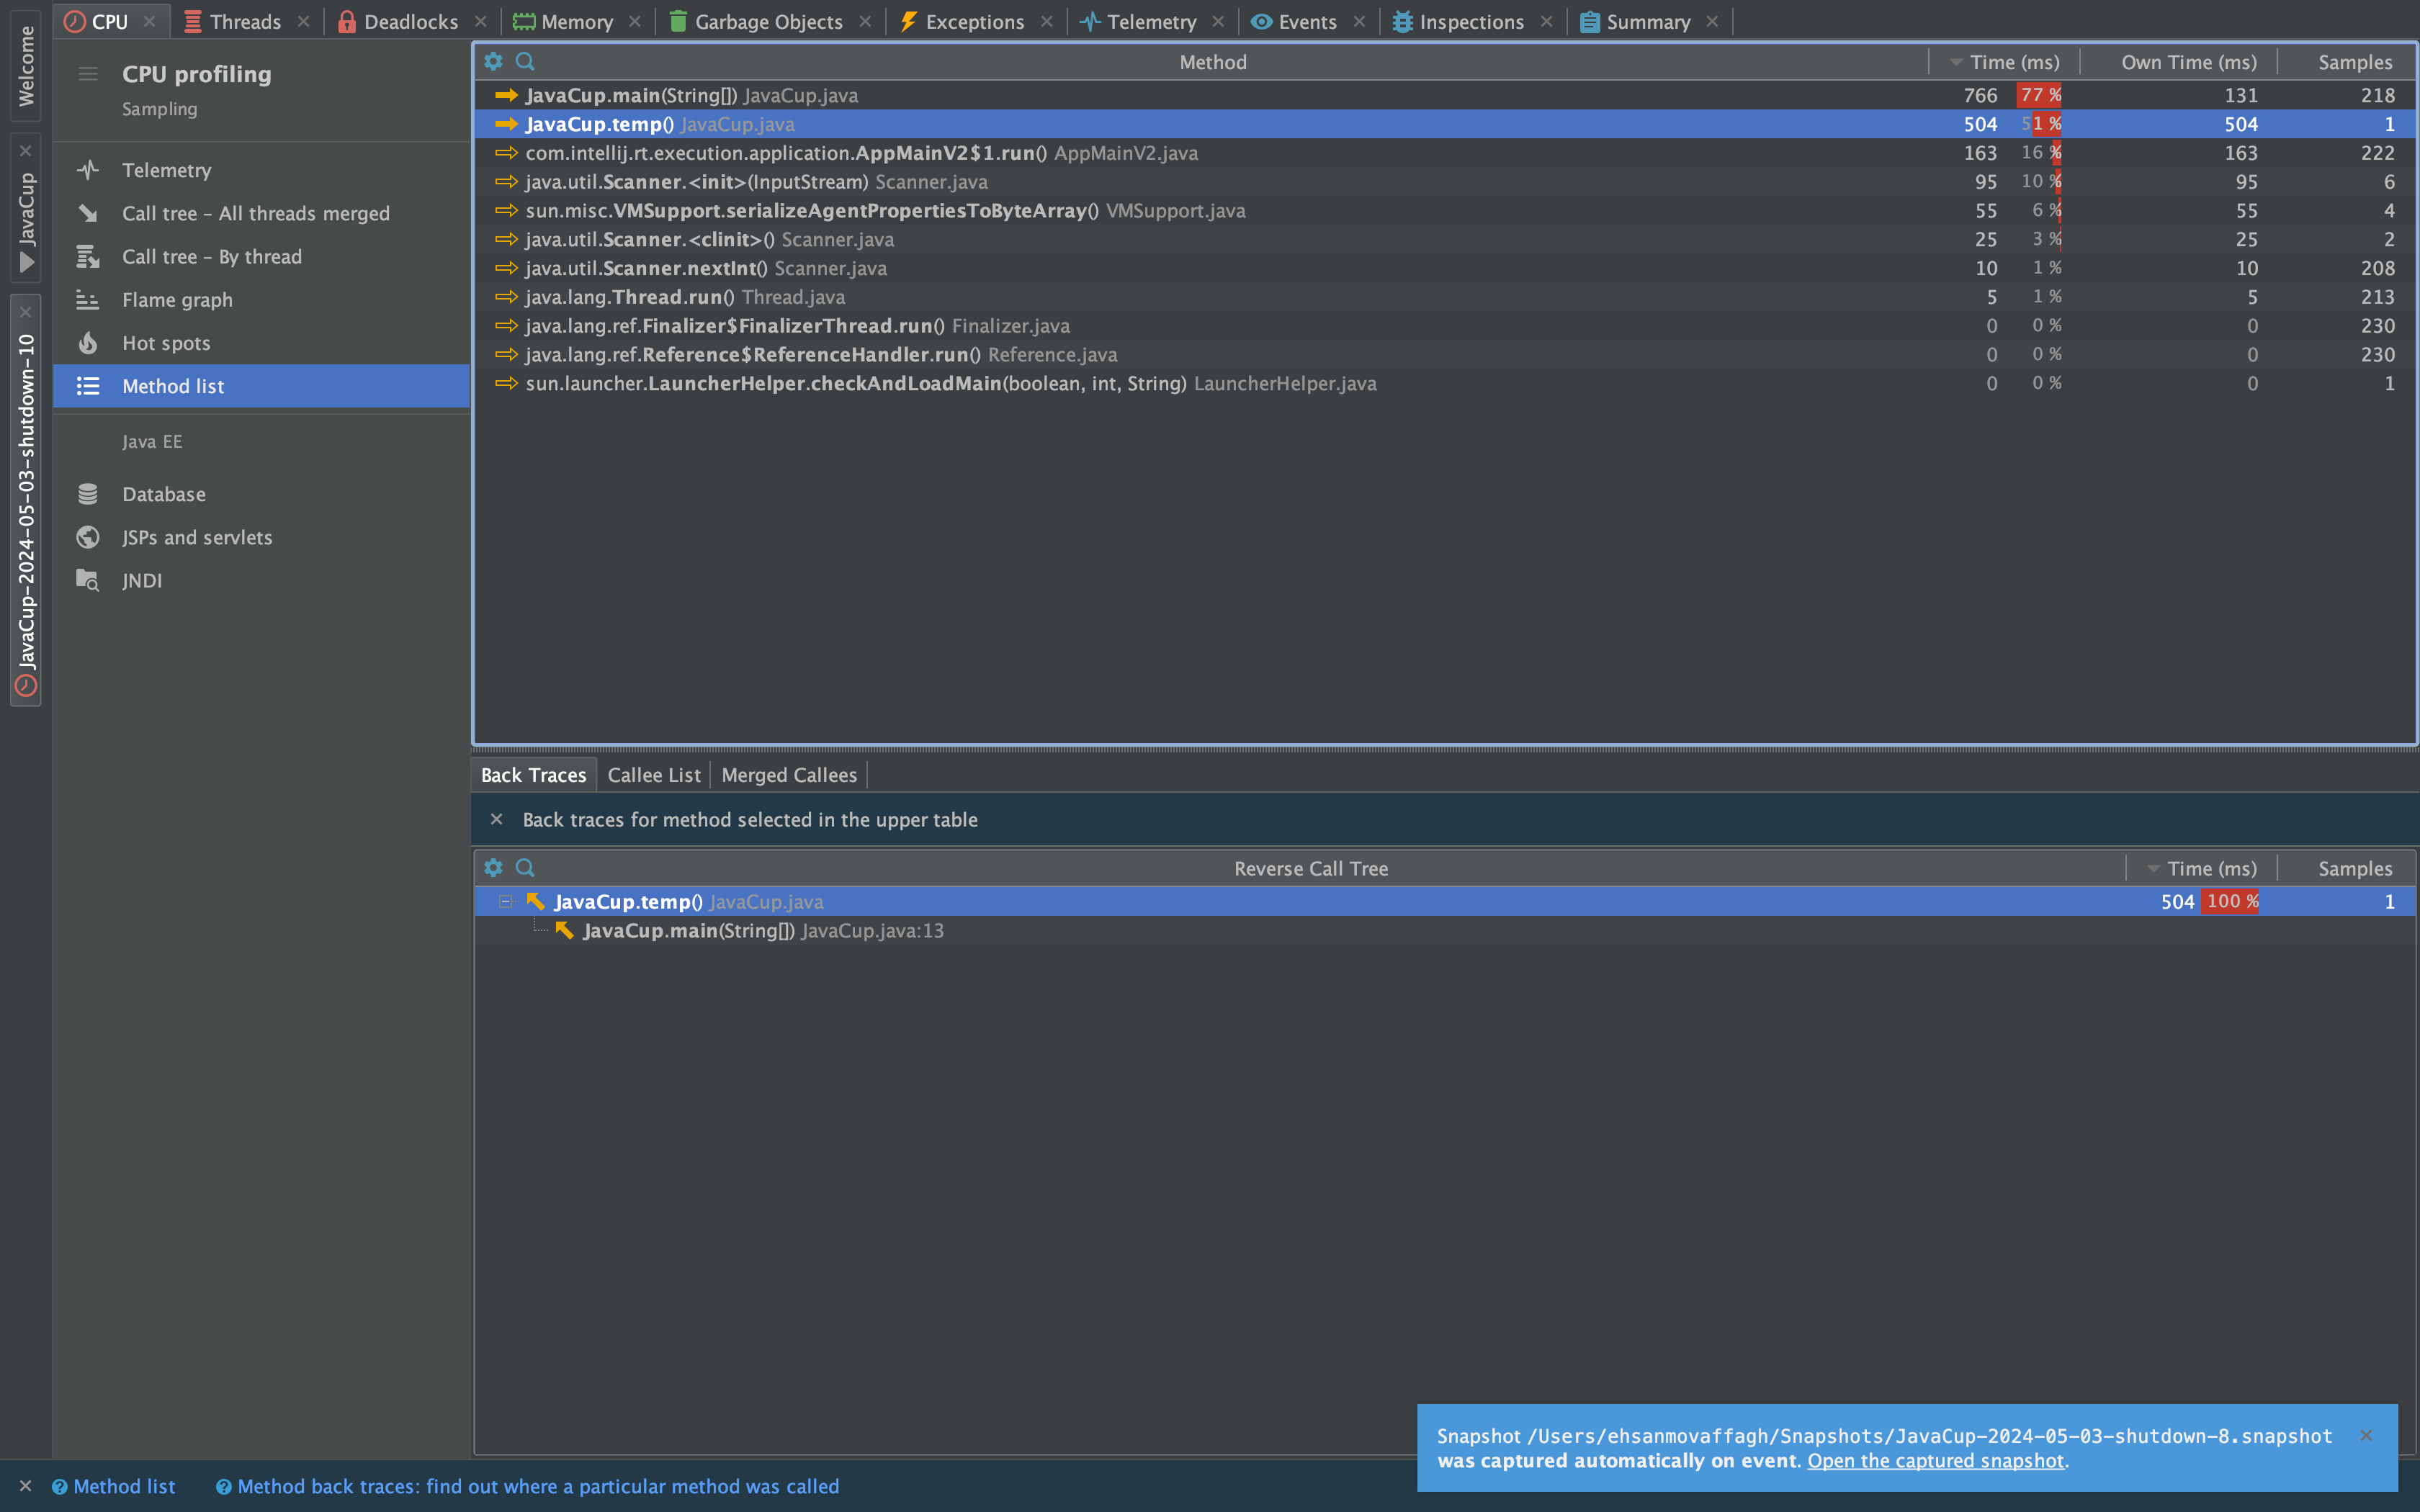 CPU
Threads
Deadlocks
Memory
Garbage Objects
Exceptions
Telemetry
Events
Inspections
Summary
Welcome
JavaCup
JavaCup-2024-05-03-shutdown-10
CPU profiling
Sampling
Telemetry
Call tree – All threads merged
Call tree – By thread
Flame graph
Hot spots
Method list
Java EE
Database
JSPs and servlets
JNDI
Method Time (ms) Own Time (ms) Samples
JavaCup.main(String[]) JavaCup.java 766 77 % 131 218
JavaCup.temp() JavaCup.java 504 51 % 504 1
com.intellij.rt.execution.application.AppMainV2$1.run() AppMainV2.java 163 16 % 163 222
java.util.Scanner.<init>(InputStream) Scanner.java 95 10 % 95 6
sun.misc.VMSupport.serializeAgentPropertiesToByteArray() VMSupport.java 55 6 % 55 4
java.util.Scanner.<clinit>() Scanner.java 25 3 % 25 2
java.util.Scanner.nextInt() Scanner.java 10 1 % 10 208
java.lang.Thread.run() Thread.java 5 1 % 5 213
java.lang.ref.Finalizer$FinalizerThread.run() Finalizer.java 0 0 % 0 230
java.lang.ref.Reference$ReferenceHandler.run() Reference.java 0 0 % 0 230
sun.launcher.LauncherHelper.checkAndLoadMain(boolean, int, String) LauncherHelper.java 0 0 % 0 1
Back Traces Callee List Merged Callees
Back traces for method selected in the upper table
Reverse Call Tree Time (ms) Samples
JavaCup.temp() JavaCup.java 504 100 % 1
JavaCup.main(String[]) JavaCup.java:13
Snapshot /Users/ehsanmovaffagh/Snapshots/JavaCup-2024-05-03-shutdown-8.snapshot
was captured automatically on event. Open the captured snapshot.
Method list Method back traces: find out where a particular method was called